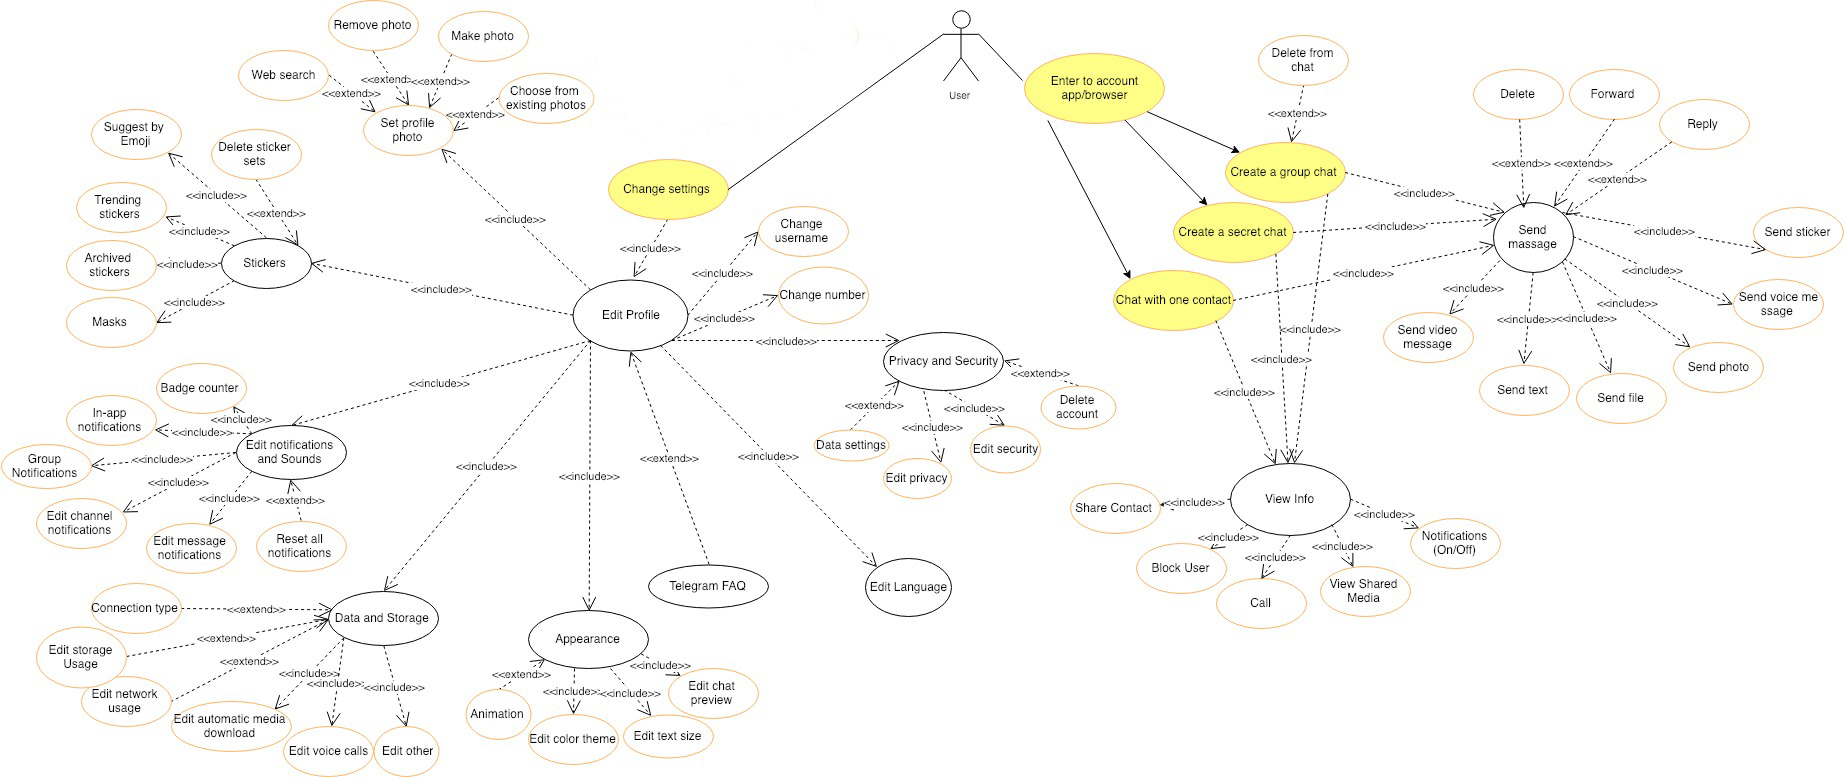 User
Enter to account
app/browser
Delete from
chat
<<extend>>
Create a group chat
Create a secret chat
Chat with one contact
<<include>>
<<include>>
<<include>>
Delete
Forward
Reply
<<extend>>
<<extend>>
<<extend>>
Send
massage
<<include>>
Send sticker
<<include>>
Send voice me
ssage
<<include>>
Send photo
<<include>>
Send file
<<include>>
Send text
<<include>>
Send video
message
<<include>>
<<include>>
<<include>>
View Info
<<include>>
Share Contact
<<include>>
Block User
<<include>>
Call
<<include>>
View Shared
Media
<<include>>
Notifications
(On/Off)
Change settings
<<include>>
Edit Profile
<<include>>
Change
username
<<include>>
Change number
<<include>>
Set profile
photo
Remove photo
Make photo
Web search
Choose from
existing photos
<<extend>>
<<extend>>
<<extend>>
<<extend>>
<<include>>
Stickers
Suggest by
Emoji
<<include>>
Delete sticker
sets
<<extend>>
Trending
stickers
<<include>>
Archived
stickers
<<include>>
Masks
<<include>>
<<include>>
Privacy and Security
<<extend>>
Data settings
<<include>>
Edit privacy
<<include>>
Edit security
<<extend>>
Delete
account
<<include>>
Edit notifications
and Sounds
Badge counter
<<include>>
In-app
notifications
<<include>>
Group
Notifications
<<include>>
Edit channel
notifications
<<include>>
Edit message
notifications
<<include>>
Reset all
notifications
<<extend>>
<<include>>
Data and Storage
Connection type
<<extend>>
Edit storage
Usage
<<extend>>
Edit network
usage
<<extend>>
Edit automatic media
download
<<include>>
Edit voice calls
<<include>>
Edit other
<<include>>
<<include>>
Appearance
<<extend>>
Animation
<<include>>
Edit color theme
<<include>>
Edit text size
<<include>>
Edit chat
preview
<<extend>>
Telegram FAQ
<<include>>
Edit Language